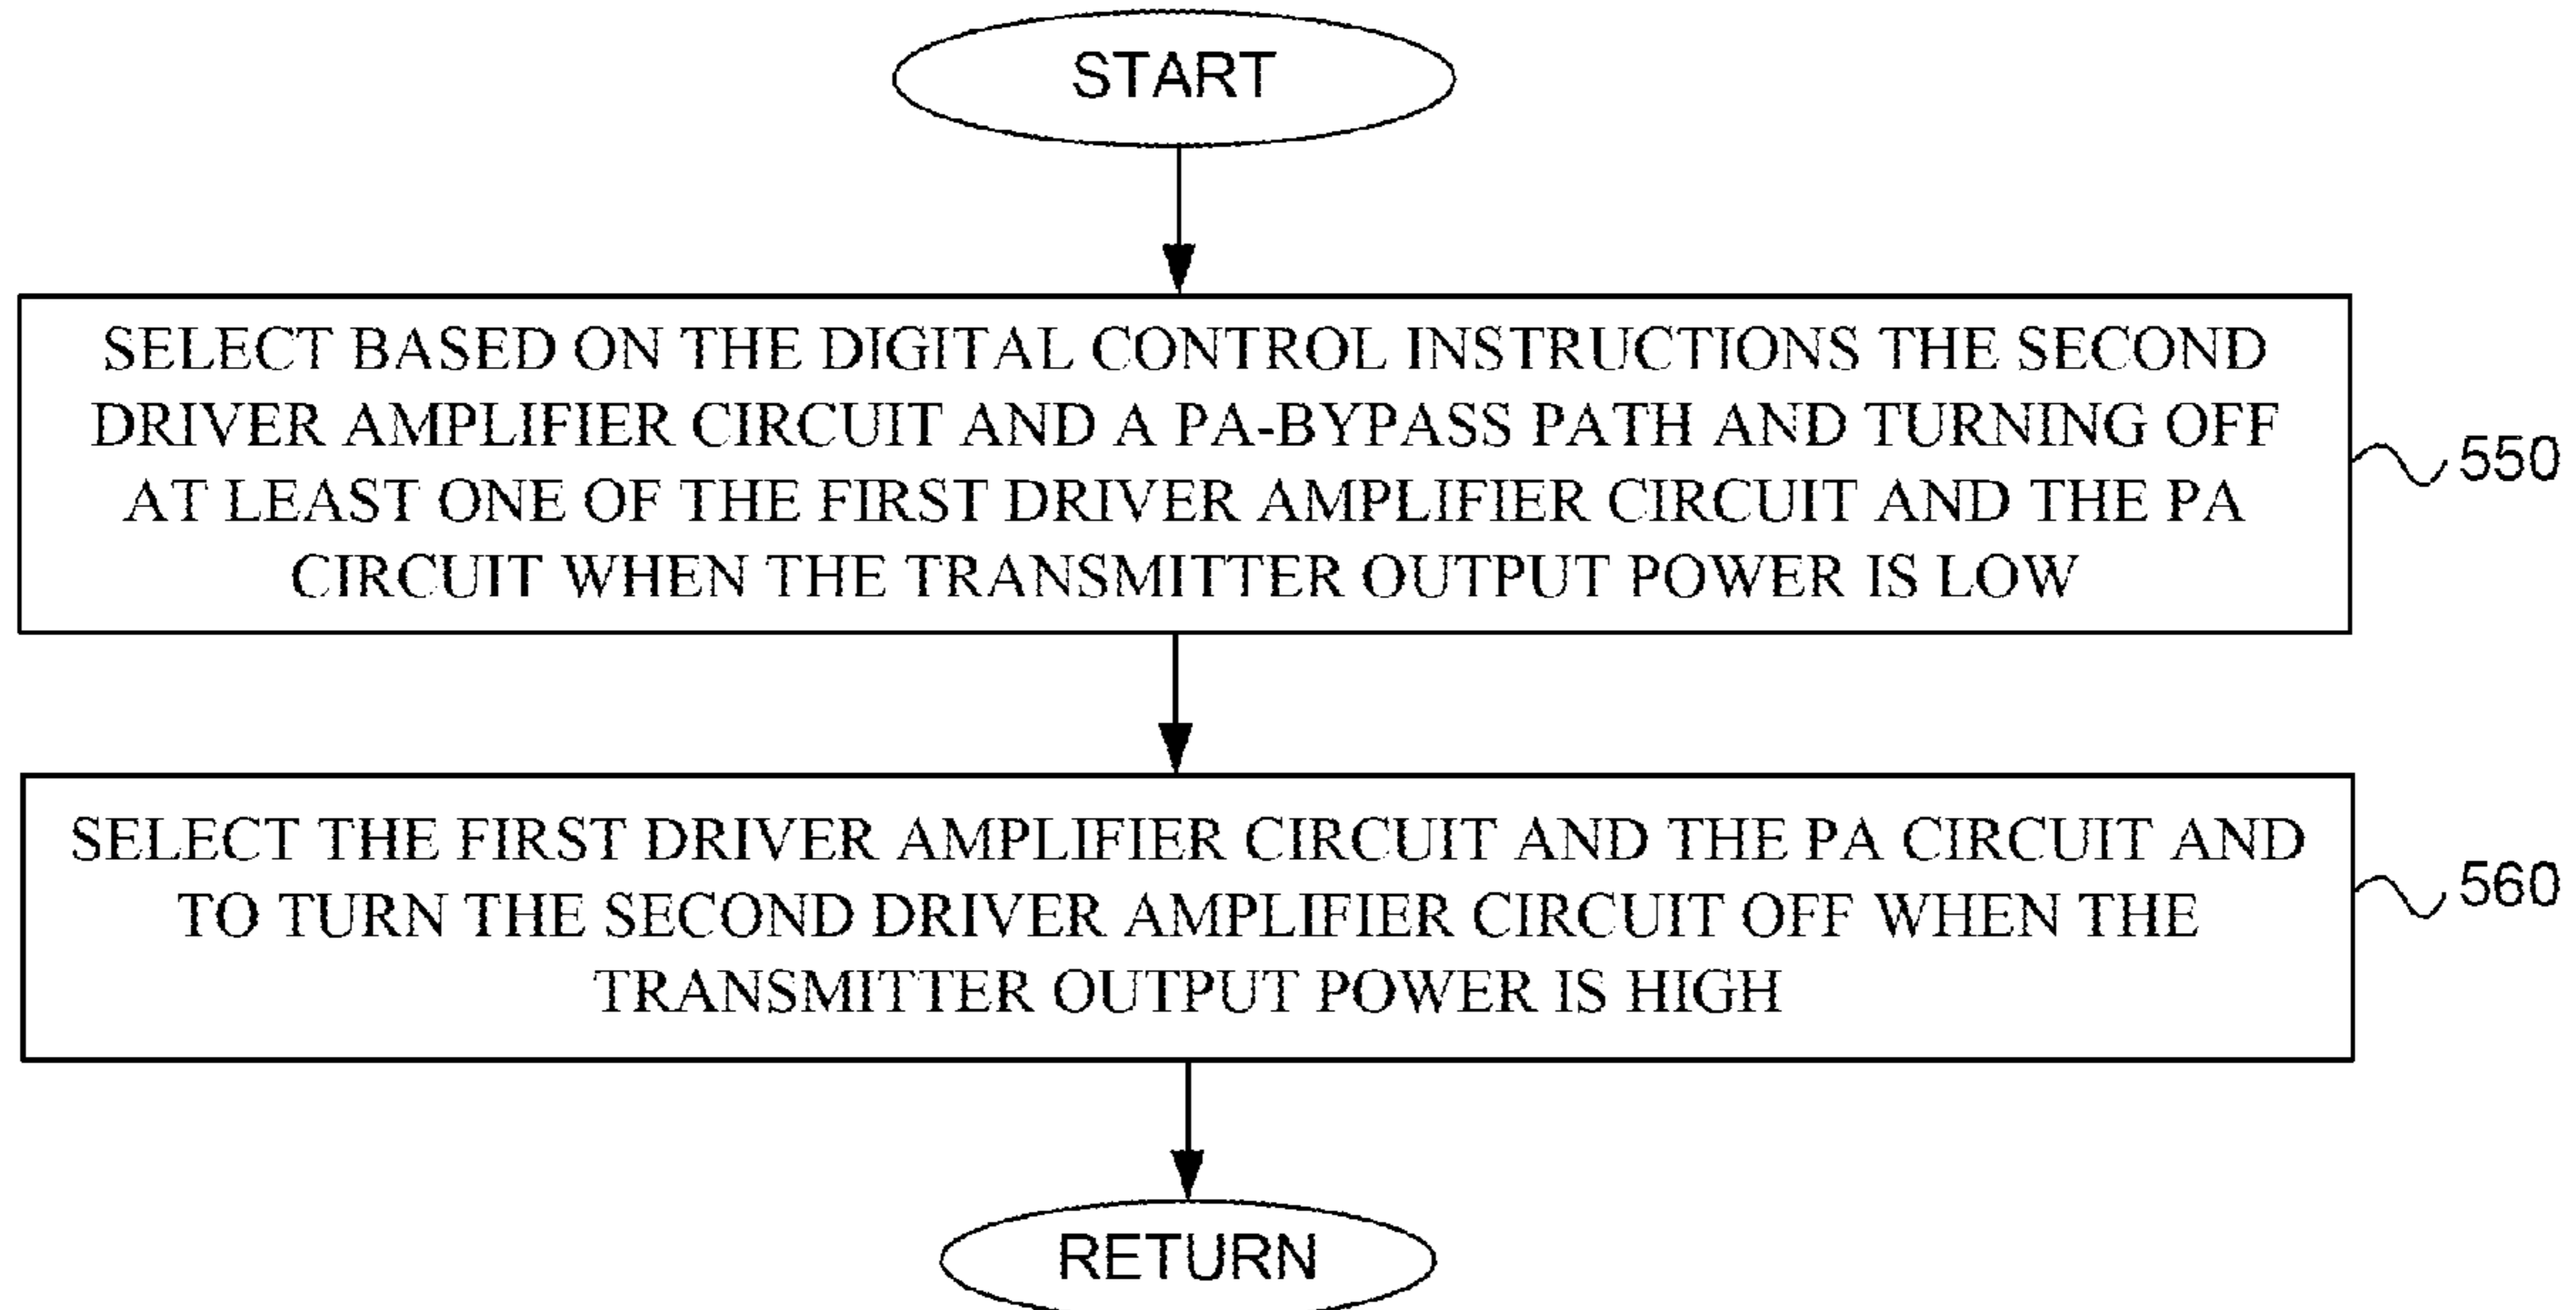 START
SELECT BASED ON THE DIGITAL CONTROL INSTRUCTIONS THE SECOND
DRIVER AMPLIFIER CIRCUIT AND A PA-BYPASS PATH AND TURNING OFF
AT LEAST ONE OF THE FIRST DRIVER AMPLIFIER CIRCUIT AND THE PA
CIRCUIT WHEN THE TRANSMITTER OUTPUT POWER IS LOW
550
SELECT THE FIRST DRIVER AMPLIFIER CIRCUIT AND THE PA CIRCUIT AND
TO TURN THE SECOND DRIVER AMPLIFIER CIRCUIT OFF WHEN THE
TRANSMITTER OUTPUT POWER IS HIGH
560
RETURN